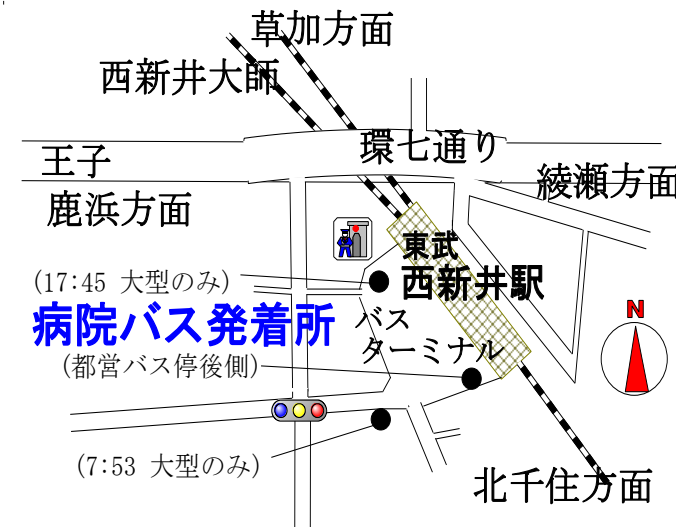 草加方面
西新井大師
環七通り
王子
鹿浜方面
綾瀬方面
東武
西新井駅
(17:45 大型のみ)
病院バス発着所
(都営バス停後側)
バス
ターミナル
N
(7:53 大型のみ)
北千住方面